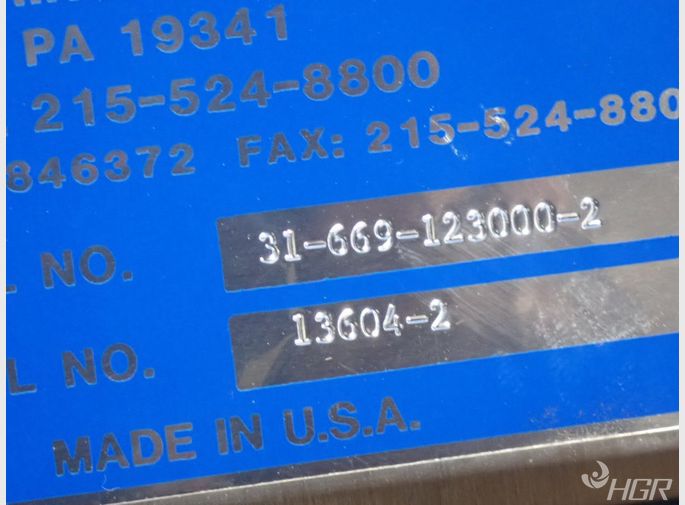 PA 19341
215-524-8800
846372 FAX: 215-524-880
L NO. 31-669-123000-2
L NO. 13604-2
MADE IN U.S.A.
HGR